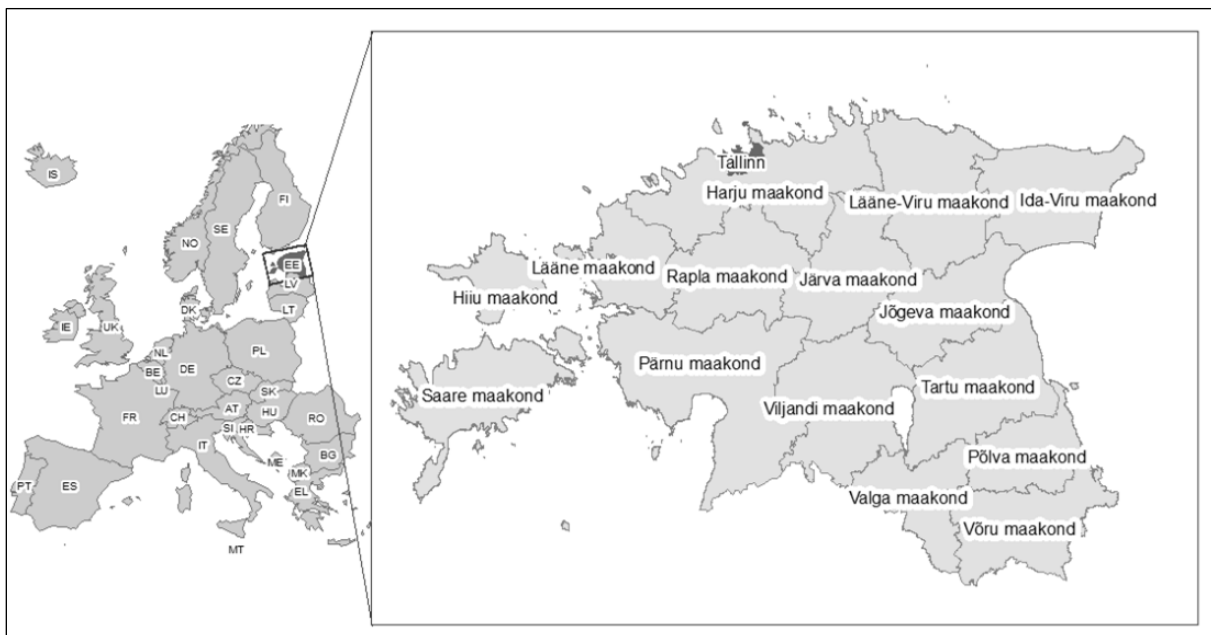 IS
FI
NO
SE
EE
LV
LT
DK
IE
UK
NL
BE
LU
DE
PL
CZ
SK
FR
CH
AT
HU
RO
SI
HR
IT
BG
ME
MK
EL
PT
ES
MT
Tallinn
Harju maakond
Lääne-Viru maakond
Ida-Viru maakond
Lääne maakond
Rapla maakond
Järva maakond
Hiiu maakond
Jõgeva maakond
Pärnu maakond
Saare maakond
Tartu maakond
Viljandi maakond
Põlva maakond
Valga maakond
Võru maakond